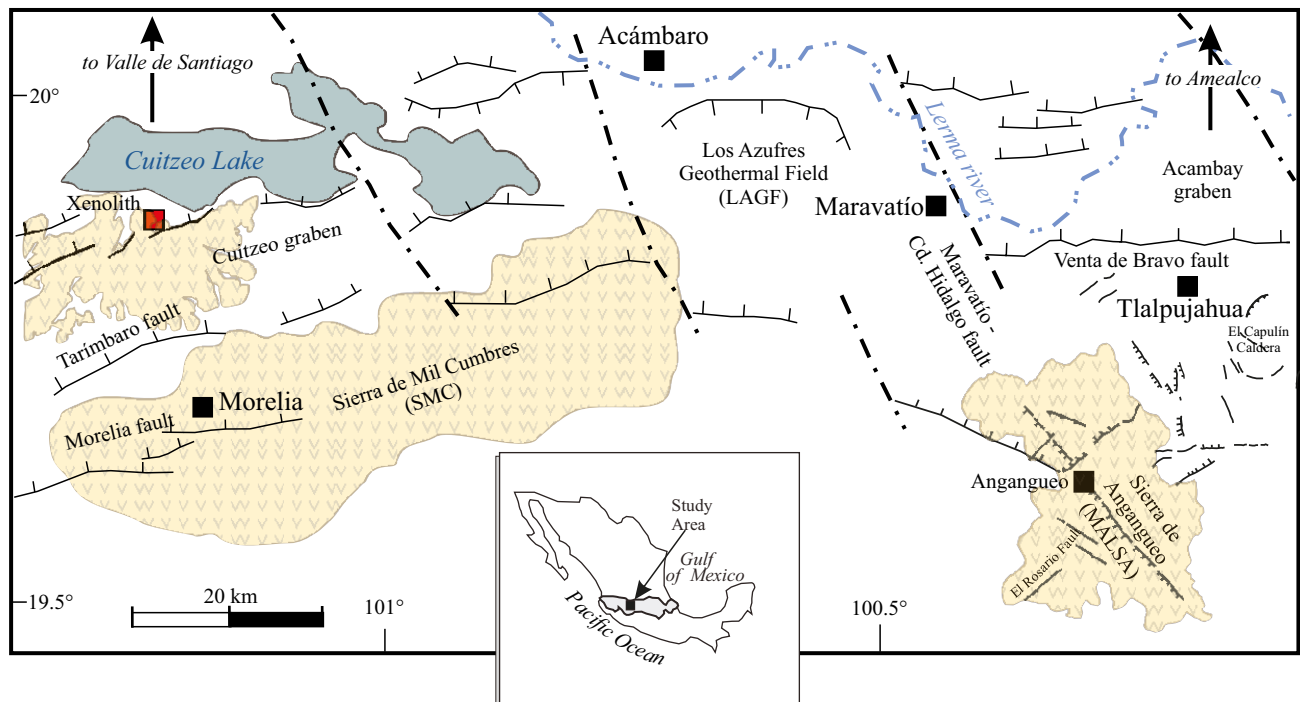 Acámbaro
to Valle de Santiago
to Amealco
20°
Lerma river
Los Azufres
Geothermal Field
(LAGF)
Cuitzeo Lake
Acambay
graben
Xenolith
Maravatío
Cuitzeo graben
Maravatío -
Cd. Hidalgo fault
Venta de Bravo fault
Tlalpujahua
El Capulín
Caldera
Tarímbaro fault
Sierra de Mil Cumbres
(SMC)
Morelia
Morelia fault
Angangueo
Sierra de
Angangueo
(MALSA)
El Rosario Fault
Study
Area
Gulf
of Mexico
Pacific Ocean
20 km
19.5°
101°
100.5°